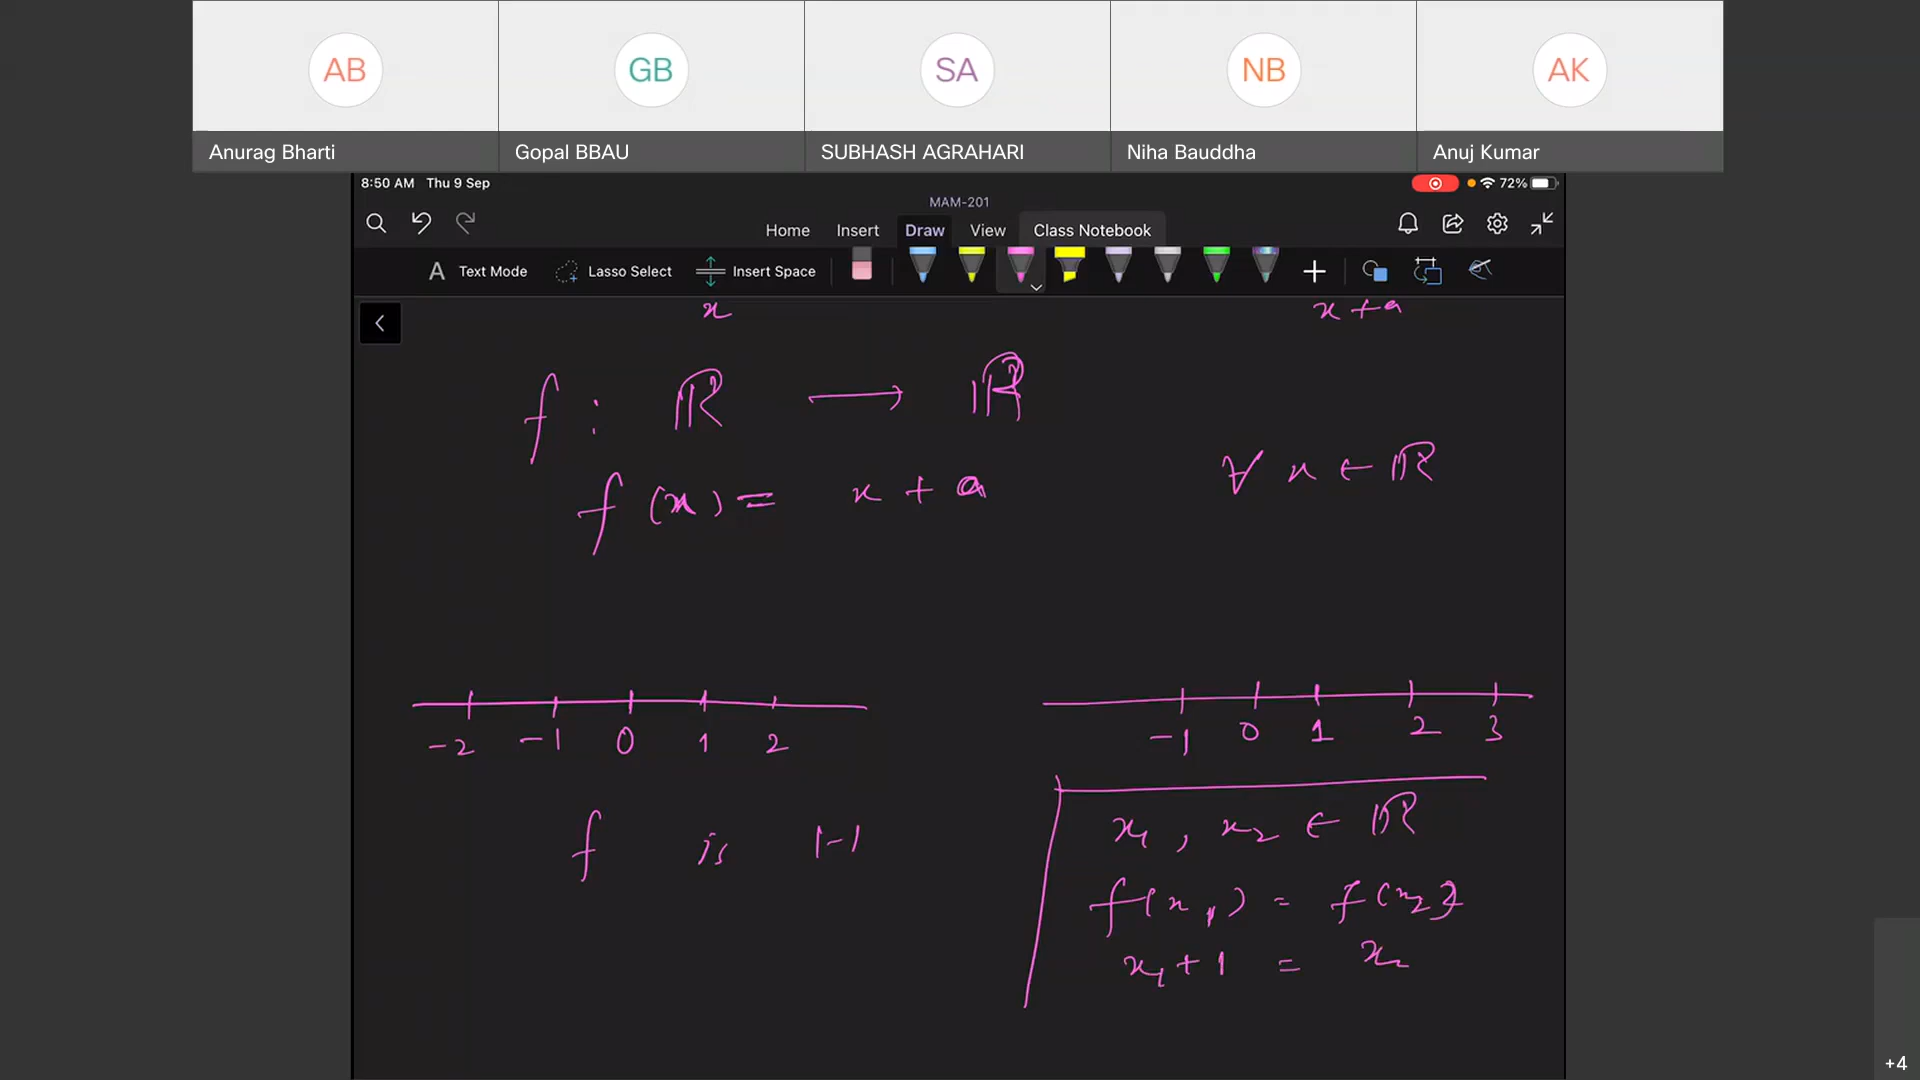 AB GB SA NB AK
Anurag Bharti Gopal BBAU SUBHASH AGRAHARI Niha Bauddha Anuj Kumar
8:50 AM Thu 9 Sep 72%
MAM-201
Home Insert Draw View Class Notebook
A Text Mode Lasso Select Insert Space
x x+a
f : ℝ ⟶ ℝ
f(x) = x + a ∀ x ∈ ℝ
-2 -1 0 1 2 -1 0 1 2 3
x₁, x₂ ∈ ℝ
f is 1-1
f(x₁) = f(x₂)
x₁+1 = x₂
+4